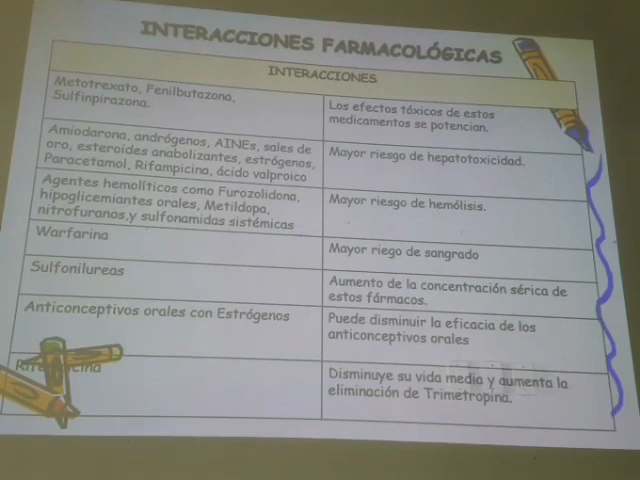 INTERACCIONES FARMACOLÓGICAS
INTERACCIONES
Metotrexato, Fenilbutazona,
Sulfinpirazona.
Los efectos tóxicos de estos
medicamentos se potencian.
Amiodarona, andrógenos, AINEs, sales de
oro, esteroides anabolizantes, estrógenos,
Paracetamol, Rifampicina, ácido valproico
Mayor riesgo de hepatotoxicidad.
Agentes hemolíticos como Furozolidona,
hipoglicemiantes orales, Metildopa,
nitrofuranos,y sulfonamidas sistémicas
Mayor riesgo de hemólisis.
Warfarina
Mayor riego de sangrado
Sulfonilureas
Aumento de la concentración sérica de
estos fármacos.
Anticonceptivos orales con Estrógenos
Puede disminuir la eficacia de los
anticonceptivos orales
Disminuye su vida media y aumenta la
eliminación de Trimetropina.